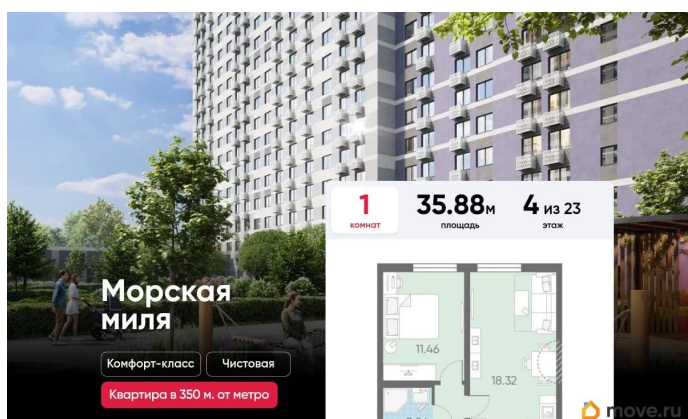 1
комнат
35.88м
площадь
4 из 23
этаж
Морская
миля
Комфорт-класс
Чистовая
Квартира в 350 м. от метро
11.46
18.32
move.ru